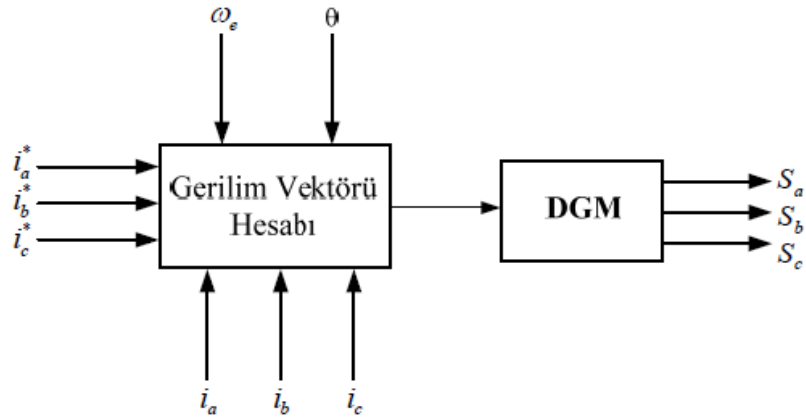 ω_e
θ
i_a^*
i_b^*
i_c^*
Gerilim Vektörü
Hesabı
DGM
S_a
S_b
S_c
i_a
i_b
i_c